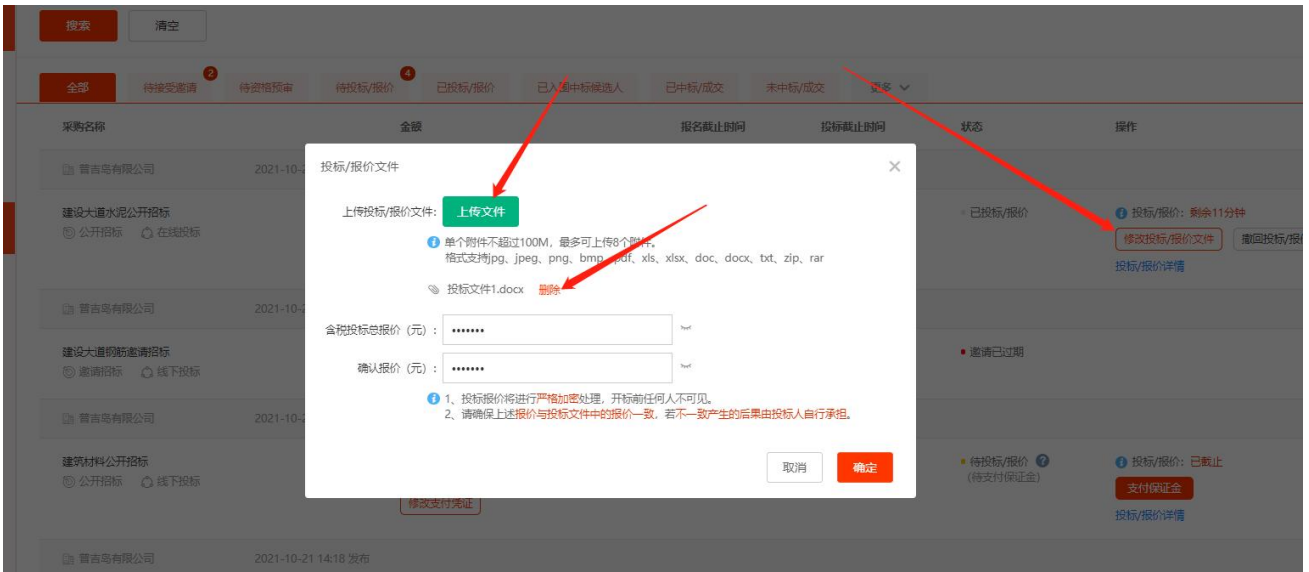 搜索 清空
全部 待接受邀请 2 待资格预审 待投标/报价 4 已投标/报价 已入围中标候选人 已中标/成交 未中标/成交 更多
采购名称 金额 报名截止时间 投标截止时间 状态 操作
普吉岛有限公司 2021-10-2
投标/报价文件
建设大道水泥公开招标
公开招标 在线投标
已投标/报价
投标/报价：剩余11分钟
修改投标/报价文件 撤回投标/报
投标/报价详情
上传投标/报价文件: 上传文件
单个附件不超过100M，最多可上传8个附件。
格式支持jpg、jpeg、png、bmp、pdf、xls、xlsx、doc、docx、txt、zip、rar
投标文件1.docx 删除
普吉岛有限公司 2021-10-2
含税投标总报价（元）: •••••••
建设大道钢筋邀请招标
邀请招标 线下投标
邀请已过期
确认报价（元）: •••••••
1、投标报价将进行严格加密处理，开标前任何人不可见。
2、请确保上述报价与投标文件中的报价一致，若不一致产生的后果由投标人自行承担。
普吉岛有限公司 2021-10-2
取消 确定
建筑材料公开招标
公开招标 线下投标
待投标/报价
(待支付保证金)
投标/报价：已截止
支付保证金
投标/报价详情
修改支付凭证
普吉岛有限公司 2021-10-21 14:18 发布